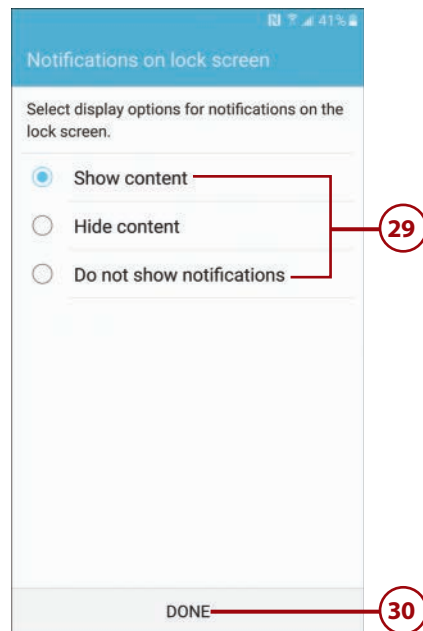 41%
Notifications on lock screen
Select display options for notifications on the
lock screen.
Show content
Hide content
29
Do not show notifications
DONE
30